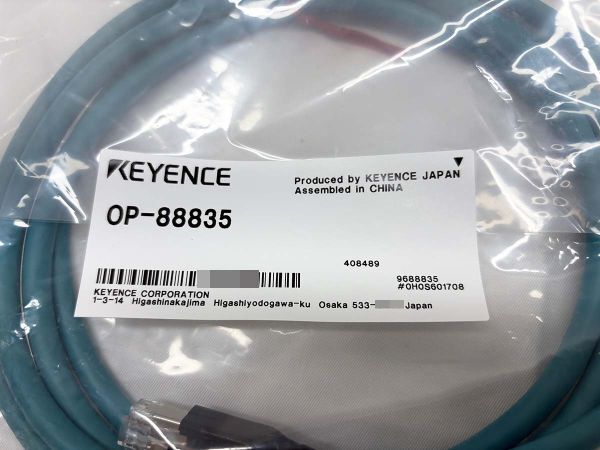 KEYENCE
Produced by KEYENCE JAPAN
Assembled in CHINA
OP-88835
408489
9688835
#0H0S601708
KEYENCE CORPORATION
1-3-14 Higashinakajima Higashiyodogawa-ku Osaka 533- Japan